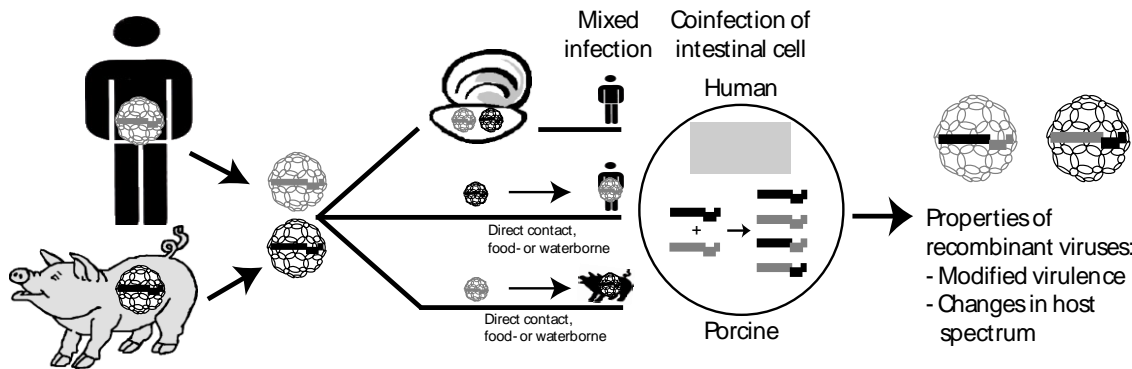 Mixed
infection
Coinfection of
intestinal cell
Human
Direct contact,
food- or waterborne
Direct contact,
food- or waterborne
+
Porcine
Properties of
recombinant viruses:
- Modified virulence
- Changes in host
spectrum